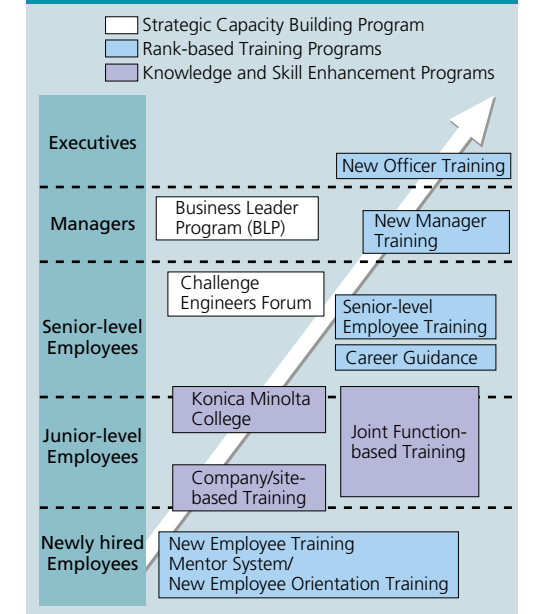 Strategic Capacity Building Program
Rank-based Training Programs
Knowledge and Skill Enhancement Programs
Executives
New Officer Training
Managers
Business Leader
Program (BLP)
New Manager
Training
Senior-level
Employees
Challenge
Engineers Forum
Senior-level
Employee Training
Career Guidance
Junior-level
Employees
Konica Minolta
College
Joint Function-
based Training
Company/site-
based Training
Newly hired
Employees
New Employee Training
Mentor System/
New Employee Orientation Training